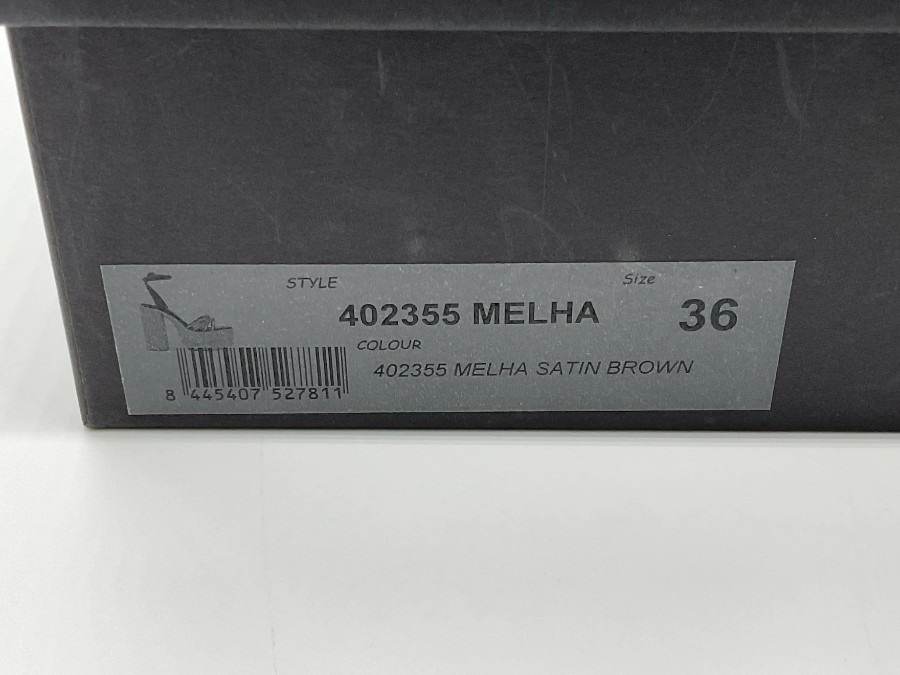 STYLE
Size
402355 MELHA
36
COLOUR
402355 MELHA SATIN BROWN
8 445407 527811